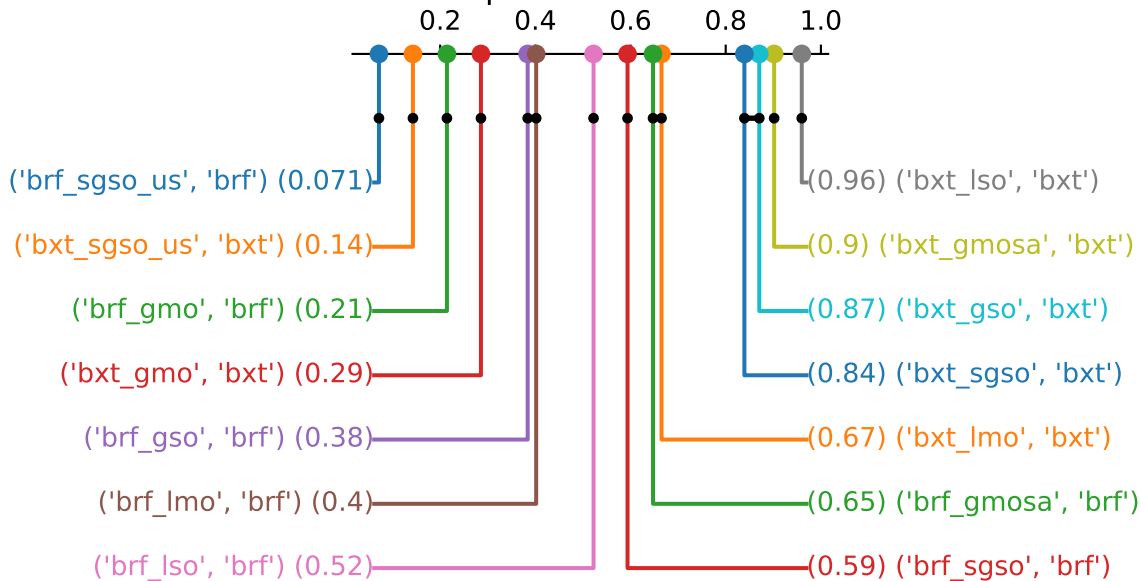 0.2 0.4 0.6 0.8 1.0
('brf_sgso_us', 'brf') (0.071)
(0.96) ('bxt_lso', 'bxt')
('bxt_sgso_us', 'bxt') (0.14)
(0.9) ('bxt_gmosa', 'bxt')
('brf_gmo', 'brf') (0.21)
(0.87) ('bxt_gso', 'bxt')
('bxt_gmo', 'bxt') (0.29)
(0.84) ('bxt_sgso', 'bxt')
('brf_gso', 'brf') (0.38)
(0.67) ('bxt_lmo', 'bxt')
('brf_lmo', 'brf') (0.4)
(0.65) ('brf_gmosa', 'brf')
('brf_lso', 'brf') (0.52)
(0.59) ('brf_sgso', 'brf')